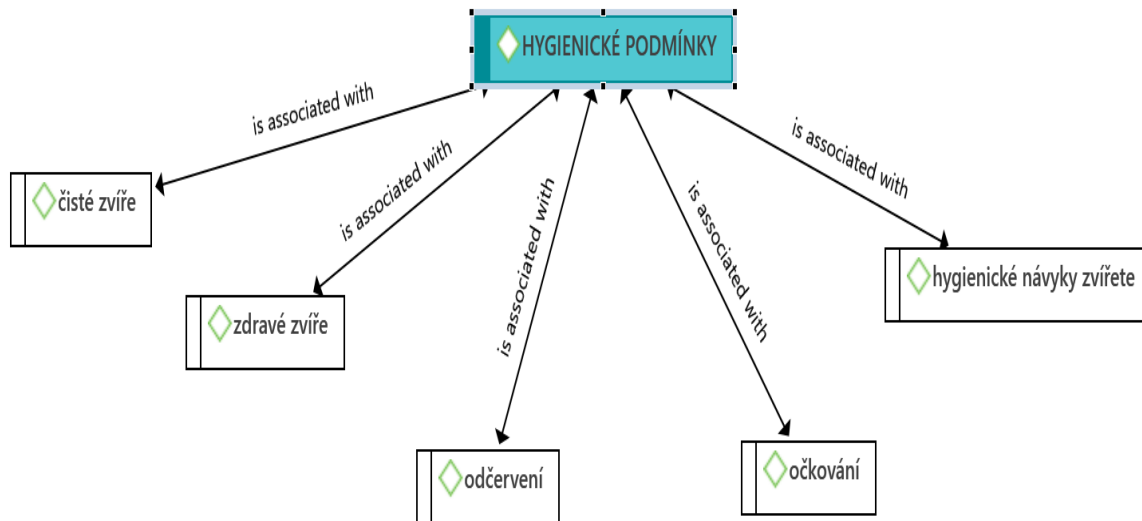 HYGIENICKÉ PODMÍNKY
is associated with
is associated with
is associated with
is associated with
is associated with
čisté zvíře
zdravé zvíře
odčervení
očkování
hygienické návyky zvířete